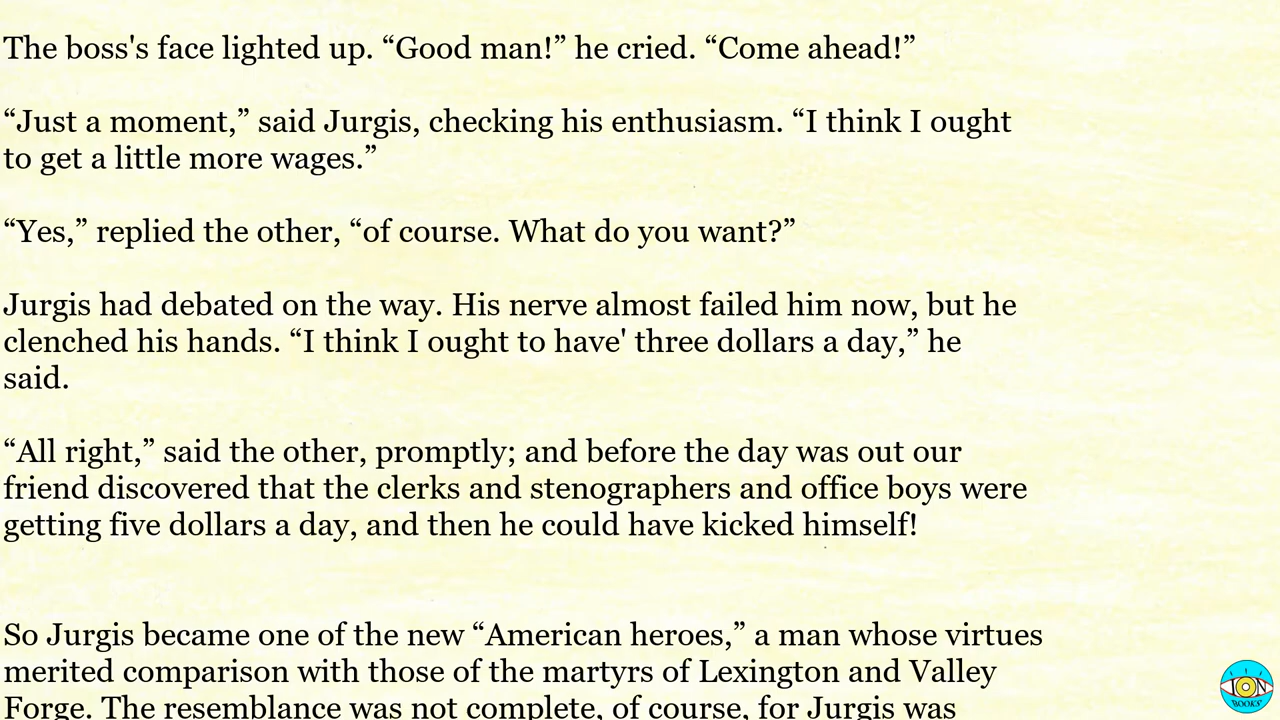 The boss's face lighted up. “Good man!” he cried. “Come ahead!”
“Just a moment,” said Jurgis, checking his enthusiasm. “I think I ought
to get a little more wages.”
“Yes,” replied the other, “of course. What do you want?”
Jurgis had debated on the way. His nerve almost failed him now, but he
clenched his hands. “I think I ought to have' three dollars a day,” he
said.
“All right,” said the other, promptly; and before the day was out our
friend discovered that the clerks and stenographers and office boys were
getting five dollars a day, and then he could have kicked himself!
So Jurgis became one of the new “American heroes,” a man whose virtues
merited comparison with those of the martyrs of Lexington and Valley
Forge. The resemblance was not complete, of course, for Jurgis was
ION
BOOKS